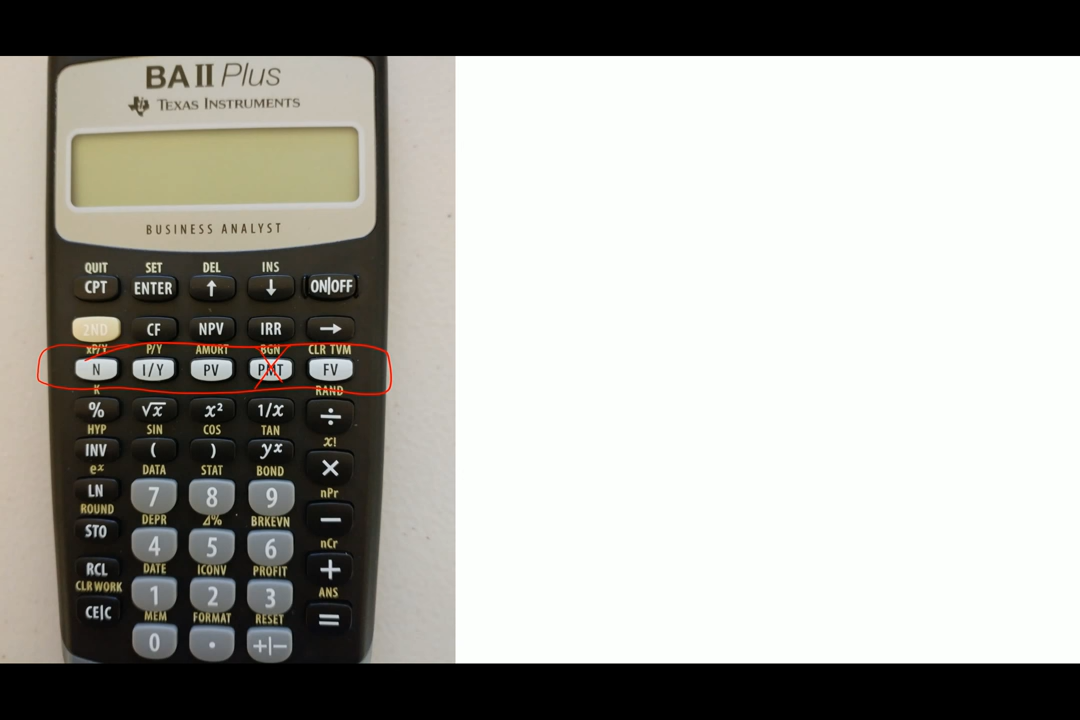 BA II Plus
TEXAS INSTRUMENTS
BUSINESS ANALYST
QUIT SET DEL INS
CPT ENTER ↑ ↓ ON|OFF
2ND CF NPV IRR →
xP/Y P/Y AMORT BGN CLR TVM
N I/Y PV PMT FV
K RAND
% √x x² 1/x ÷
HYP SIN COS TAN x!
INV ( ) yˣ ×
eˣ DATA STAT BOND nPr
LN 7 8 9 −
ROUND DEPR Δ% BRKEVN nCr
STO 4 5 6 +
RCL DATE ICONV PROFIT ANS
CLR WORK 1 2 3 =
CE|C MEM FORMAT RESET
0 . +|−